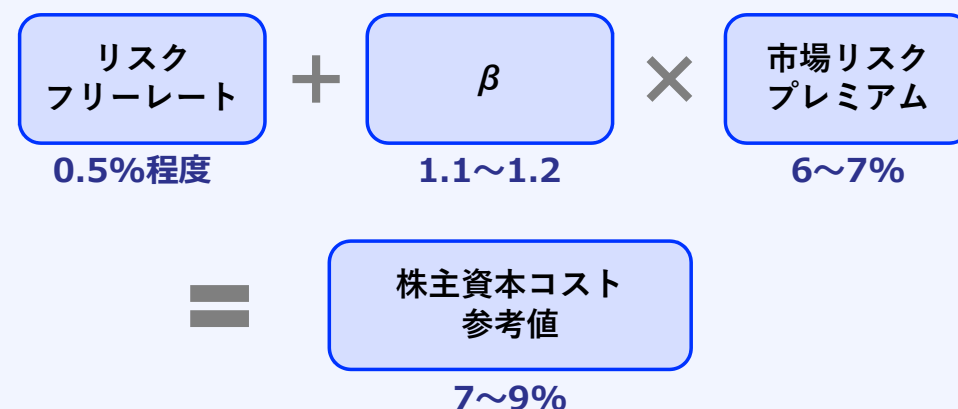 リスク
フリーレート
+
β
×
市場リスク
プレミアム
0.5%程度
1.1～1.2
6～7%
=
株主資本コスト
参考値
7～9%